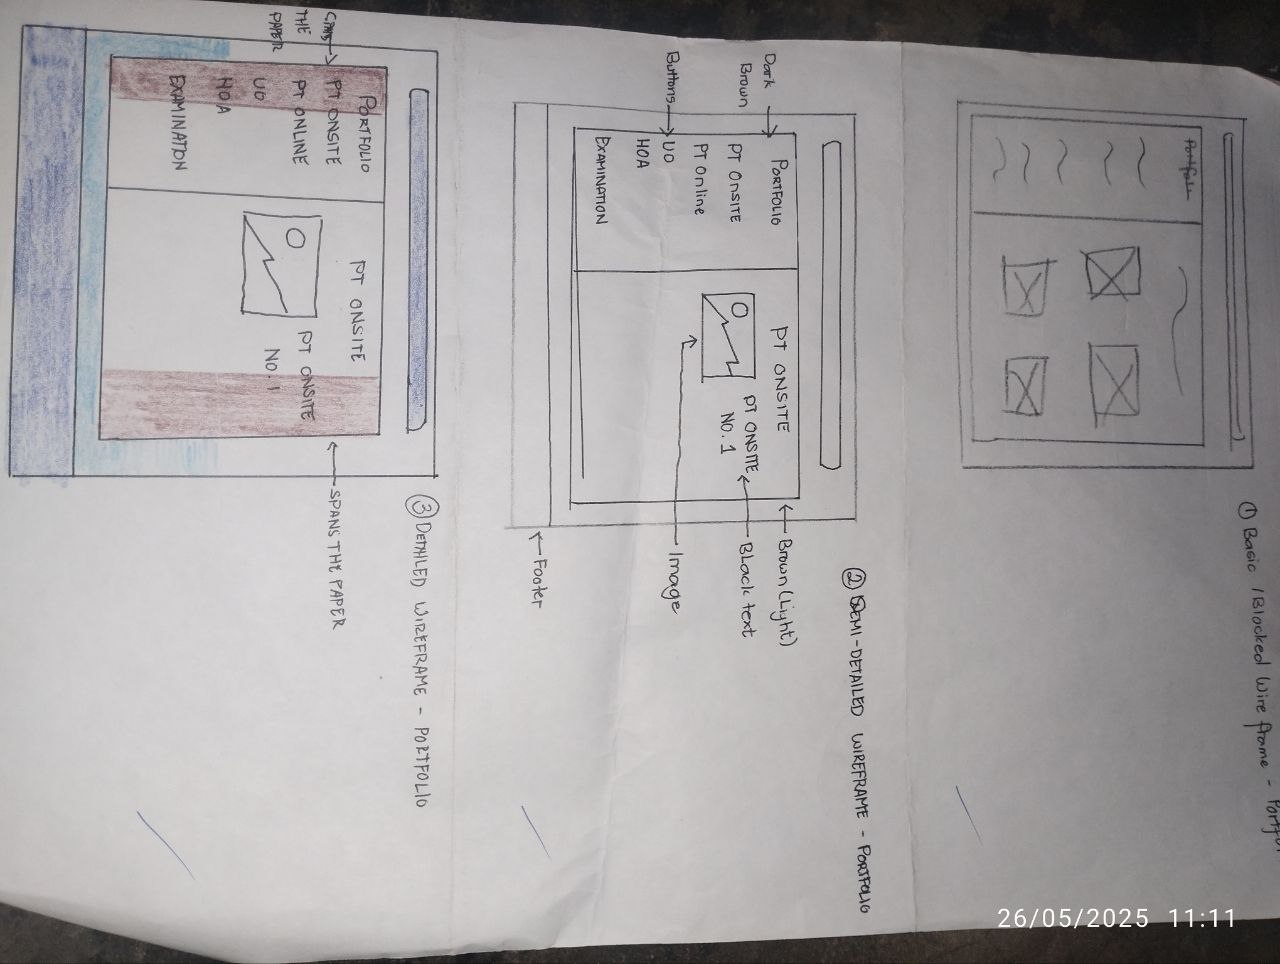 ① Basic /Blocked Wire frame -
26/05/2025 11:11
Portfoli
② SEMI-DETAILED WIREFRAME - PORTFOLIO
Dark
Brown
Buttons
PORTFOLIO
PT ONSITE
PT Online
UO
HOA
EXAMINATION
PT ONSITE
PT ONSITE
NO. 1
Brown (Light)
Black text
Image
Footer
③ DETAILED WIREFRAME - PORTFOLIO
SPANS
THE
PAPER
PORTFOLIO
PT ONSITE
PT ONLINE
UO
HOA
EXAMINATION
PT ONSITE
PT ONSITE
NO. 1
SPANS THE PAPER